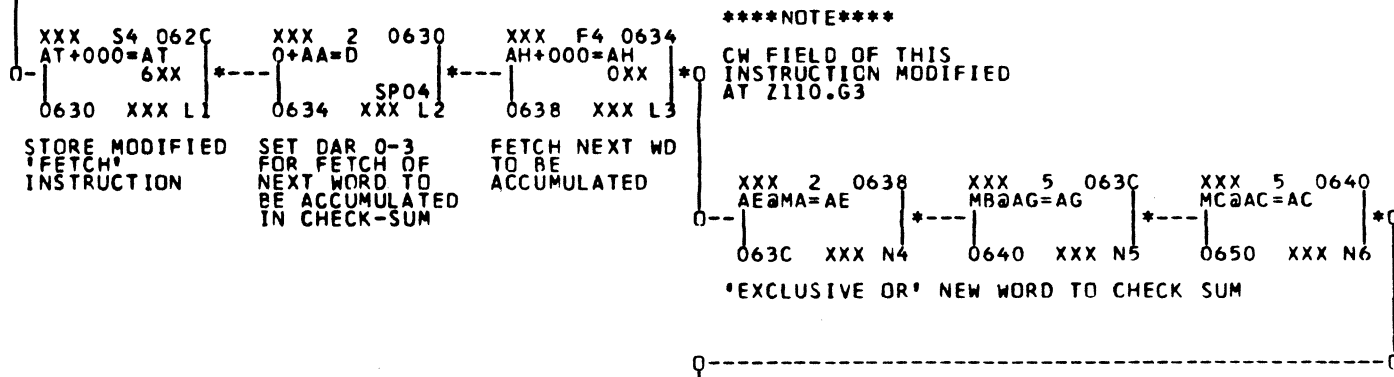 ****NOTE****
XXX S4 062C
AT+000=AT
6XX
0630 XXX L1
STORE MODIFIED
'FETCH'
INSTRUCTION
XXX 2 0630
0+AA=D
SP04
0634 XXX L2
SET DAR 0-3
FOR FETCH OF
NEXT WORD TO
BE ACCUMULATED
IN CHECK-SUM
XXX F4 0634
AH+000=AH
0XX
0638 XXX L3
FETCH NEXT WD
TO BE
ACCUMULATED
CW FIELD OF THIS
INSTRUCTION MODIFIED
AT Z110.G3
XXX 2 0638
AE@MA=AE
063C XXX N4
XXX 5 063C
MB@AG=AG
0640 XXX N5
XXX 5 0640
MC@AC=AC
0650 XXX N6
'EXCLUSIVE OR' NEW WORD TO CHECK SUM